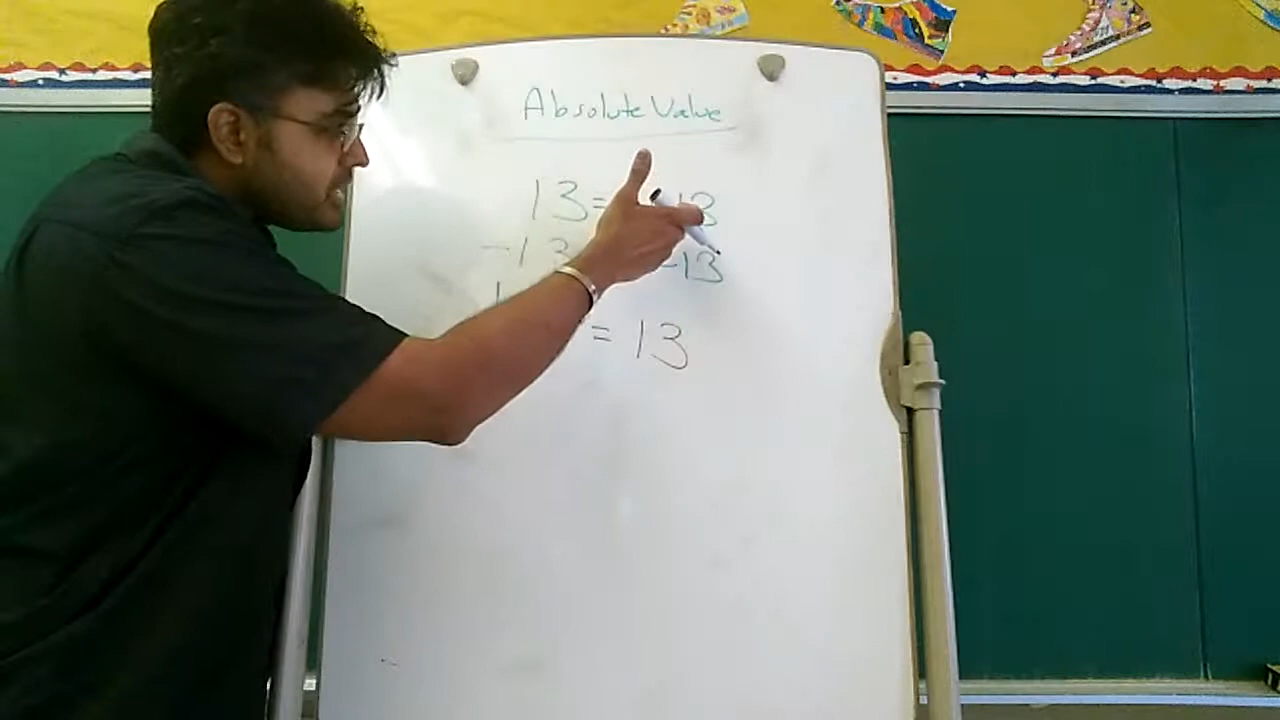 Absolute Value
13= 13
-13 -13
= 13